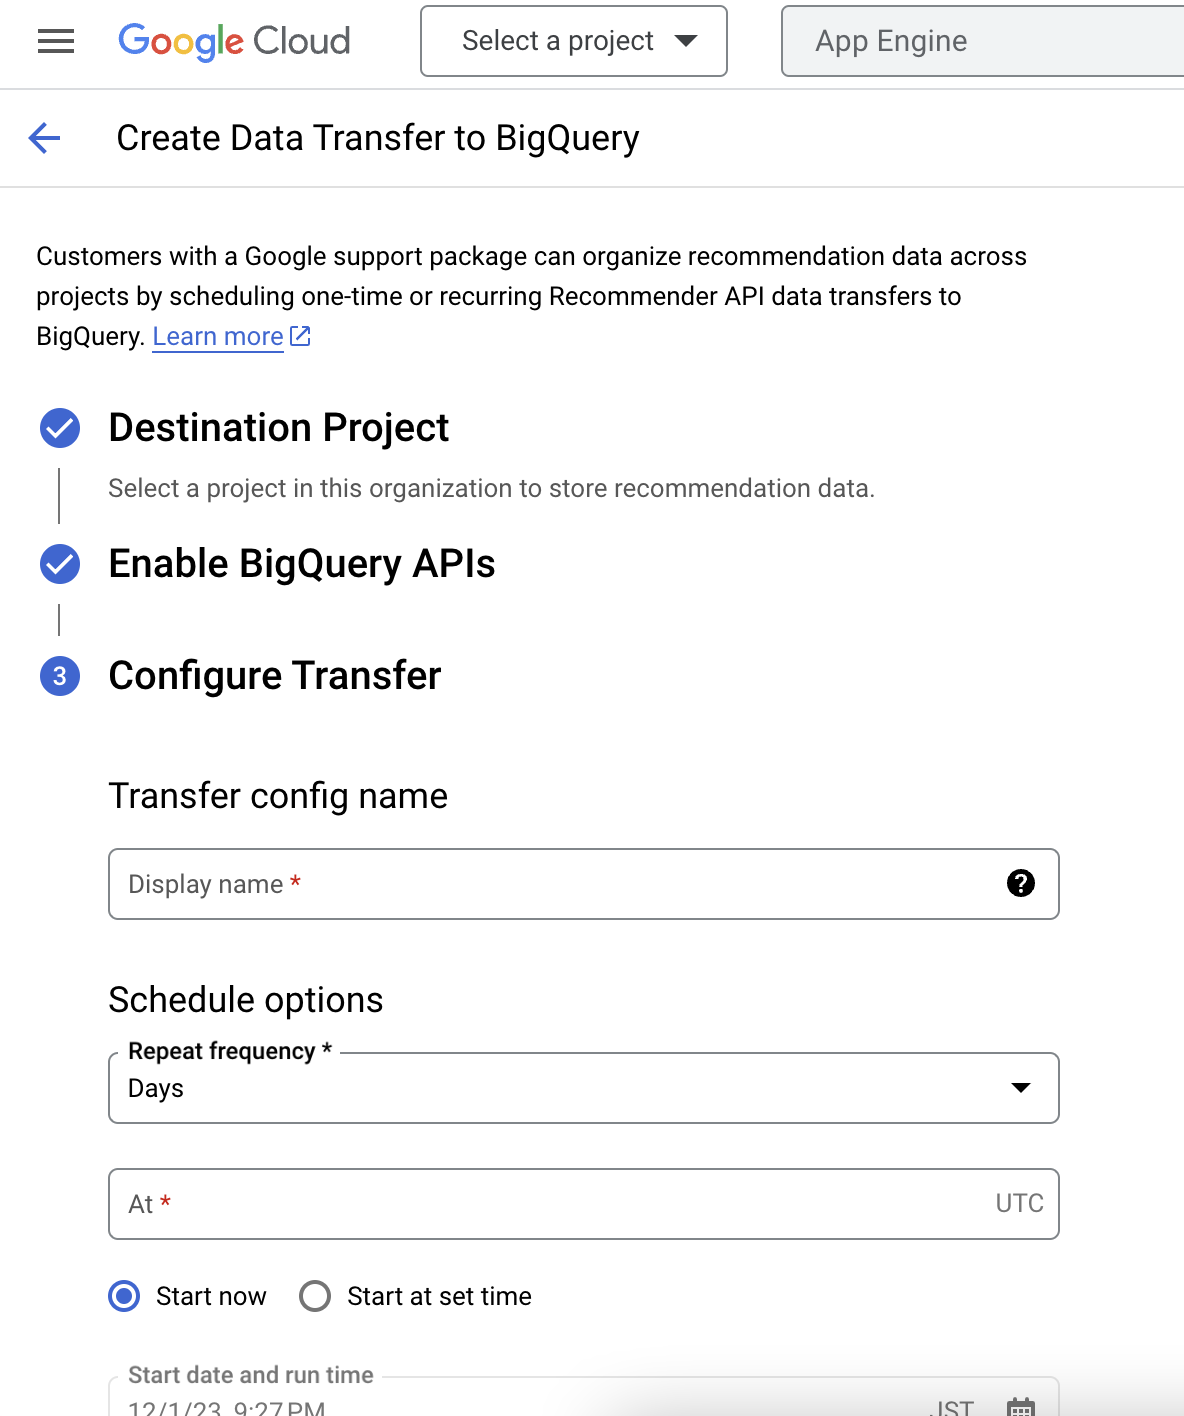 Google Cloud
Select a project
App Engine
Create Data Transfer to BigQuery
Customers with a Google support package can organize recommendation data across
projects by scheduling one-time or recurring Recommender API data transfers to
BigQuery. Learn more
Destination Project
Select a project in this organization to store recommendation data.
Enable BigQuery APIs
3 Configure Transfer
Transfer config name
Display name *
?
Schedule options
Repeat frequency *
Days
At *
UTC
Start now
Start at set time
Start date and run time
12/1/23, 9:27 PM
JST